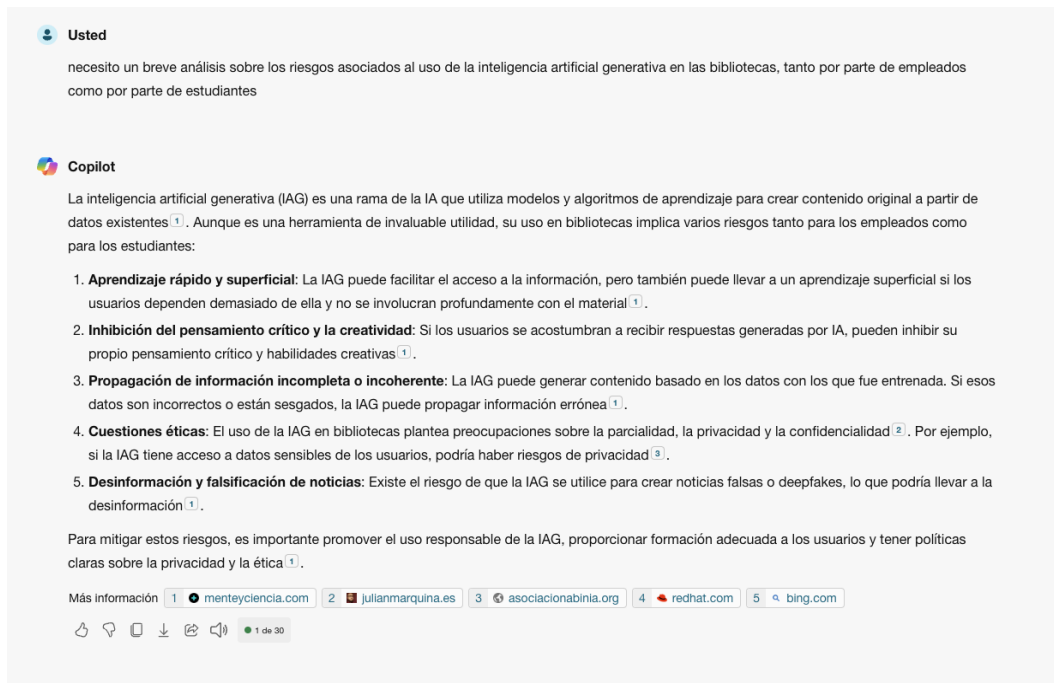 Usted
necesito un breve análisis sobre los riesgos asociados al uso de la inteligencia artificial generativa en las bibliotecas, tanto por parte de empleados
como por parte de estudiantes
Copilot
La inteligencia artificial generativa (IAG) es una rama de la IA que utiliza modelos y algoritmos de aprendizaje para crear contenido original a partir de
datos existentes 1 . Aunque es una herramienta de invaluable utilidad, su uso en bibliotecas implica varios riesgos tanto para los empleados como
para los estudiantes:
1. Aprendizaje rápido y superficial: La IAG puede facilitar el acceso a la información, pero también puede llevar a un aprendizaje superficial si los
usuarios dependen demasiado de ella y no se involucran profundamente con el material 1 .
2. Inhibición del pensamiento crítico y la creatividad: Si los usuarios se acostumbran a recibir respuestas generadas por IA, pueden inhibir su
propio pensamiento crítico y habilidades creativas 1 .
3. Propagación de información incompleta o incoherente: La IAG puede generar contenido basado en los datos con los que fue entrenada. Si esos
datos son incorrectos o están sesgados, la IAG puede propagar información errónea 1 .
4. Cuestiones éticas: El uso de la IAG en bibliotecas plantea preocupaciones sobre la parcialidad, la privacidad y la confidencialidad 2 . Por ejemplo,
si la IAG tiene acceso a datos sensibles de los usuarios, podría haber riesgos de privacidad 3 .
5. Desinformación y falsificación de noticias: Existe el riesgo de que la IAG se utilice para crear noticias falsas o deepfakes, lo que podría llevar a la
desinformación 1 .
Para mitigar estos riesgos, es importante promover el uso responsable de la IAG, proporcionar formación adecuada a los usuarios y tener políticas
claras sobre la privacidad y la ética 1 .
Más información 1 menteyciencia.com 2 julianmarquina.es 3 asociacionabinia.org 4 redhat.com 5 bing.com
1 de 30